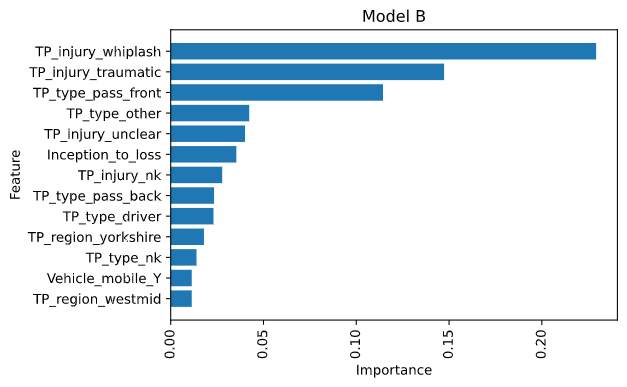 Model B
TP_injury_whiplash
TP_injury_traumatic
TP_type_pass_front
TP_type_other
TP_injury_unclear
Inception_to_loss
TP_injury_nk
TP_type_pass_back
TP_type_driver
TP_region_yorkshire
TP_type_nk
Vehicle_mobile_Y
TP_region_westmid
Feature
0.00
0.05
0.10
0.15
0.20
Importance